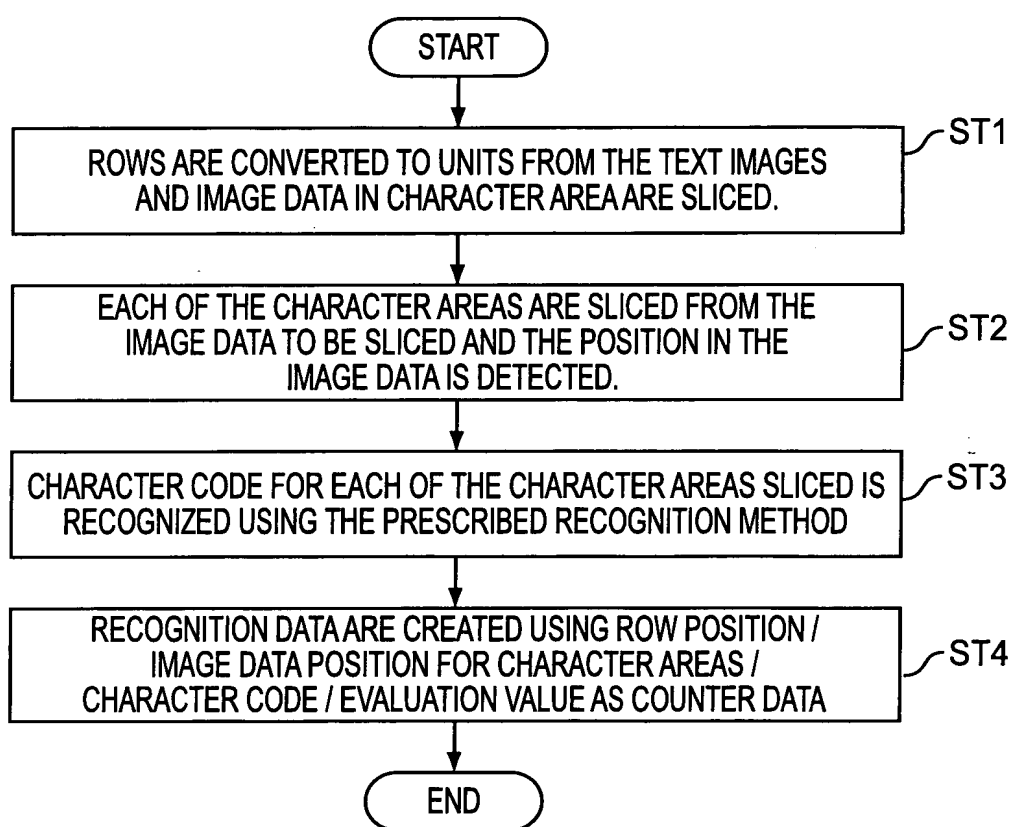 START
ROWS ARE CONVERTED TO UNITS FROM THE TEXT IMAGES
AND IMAGE DATA IN CHARACTER AREA ARE SLICED.
ST1
EACH OF THE CHARACTER AREAS ARE SLICED FROM THE
IMAGE DATA TO BE SLICED AND THE POSITION IN THE
IMAGE DATA IS DETECTED.
ST2
CHARACTER CODE FOR EACH OF THE CHARACTER AREAS SLICED IS
RECOGNIZED USING THE PRESCRIBED RECOGNITION METHOD
ST3
RECOGNITION DATA ARE CREATED USING ROW POSITION /
IMAGE DATA POSITION FOR CHARACTER AREAS /
CHARACTER CODE / EVALUATION VALUE AS COUNTER DATA
ST4
END